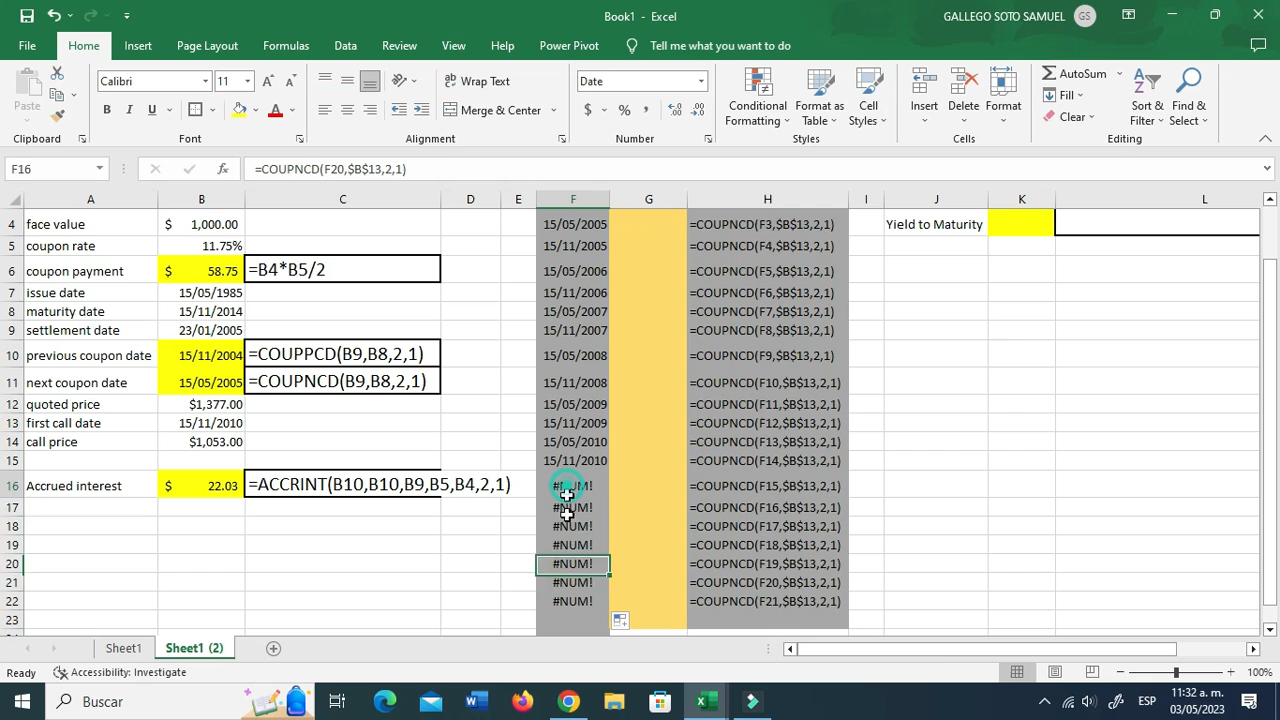 Book1 - Excel
GALLEGO SOTO SAMUEL GS
File Home Insert Page Layout Formulas Data Review View Help Power Pivot Tell me what you want to do
Paste
Clipboard
Calibri 11
B I U
Font
Wrap Text
Merge & Center
Alignment
Date
$ % ,
Number
Conditional Formatting
Format as Table
Cell Styles
Styles
Insert
Delete
Format
Cells
AutoSum
Fill
Clear
Sort & Filter
Find & Select
Editing
F16 fx =COUPNCD(F20,$B$13,2,1)
A B C D E F G H I J K L
4 face value $ 1,000.00 15/05/2005 =COUPNCD(F3,$B$13,2,1) Yield to Maturity
5 coupon rate 11.75% 15/11/2005 =COUPNCD(F4,$B$13,2,1)
6 coupon payment $ 58.75 =B4*B5/2 15/05/2006 =COUPNCD(F5,$B$13,2,1)
7 issue date 15/05/1985 15/11/2006 =COUPNCD(F6,$B$13,2,1)
8 maturity date 15/11/2014 15/05/2007 =COUPNCD(F7,$B$13,2,1)
9 settlement date 23/01/2005 15/11/2007 =COUPNCD(F8,$B$13,2,1)
10 previous coupon date 15/11/2004 =COUPPCD(B9,B8,2,1) 15/05/2008 =COUPNCD(F9,$B$13,2,1)
11 next coupon date 15/05/2005 =COUPNCD(B9,B8,2,1) 15/11/2008 =COUPNCD(F10,$B$13,2,1)
12 quoted price $1,377.00 15/05/2009 =COUPNCD(F11,$B$13,2,1)
13 first call date 15/11/2010 15/11/2009 =COUPNCD(F12,$B$13,2,1)
14 call price $1,053.00 15/05/2010 =COUPNCD(F13,$B$13,2,1)
15 15/11/2010 =COUPNCD(F14,$B$13,2,1)
16 Accrued interest $ 22.03 =ACCRINT(B10,B10,B9,B5,B4,2,1) #NUM! =COUPNCD(F15,$B$13,2,1)
17 #NUM! =COUPNCD(F16,$B$13,2,1)
18 #NUM! =COUPNCD(F17,$B$13,2,1)
19 #NUM! =COUPNCD(F18,$B$13,2,1)
20 #NUM! =COUPNCD(F19,$B$13,2,1)
21 #NUM! =COUPNCD(F20,$B$13,2,1)
22 #NUM! =COUPNCD(F21,$B$13,2,1)
23
Sheet1 Sheet1 (2)
Ready Accessibility: Investigate 100%
Buscar ESP 11:32 a. m.
03/05/2023